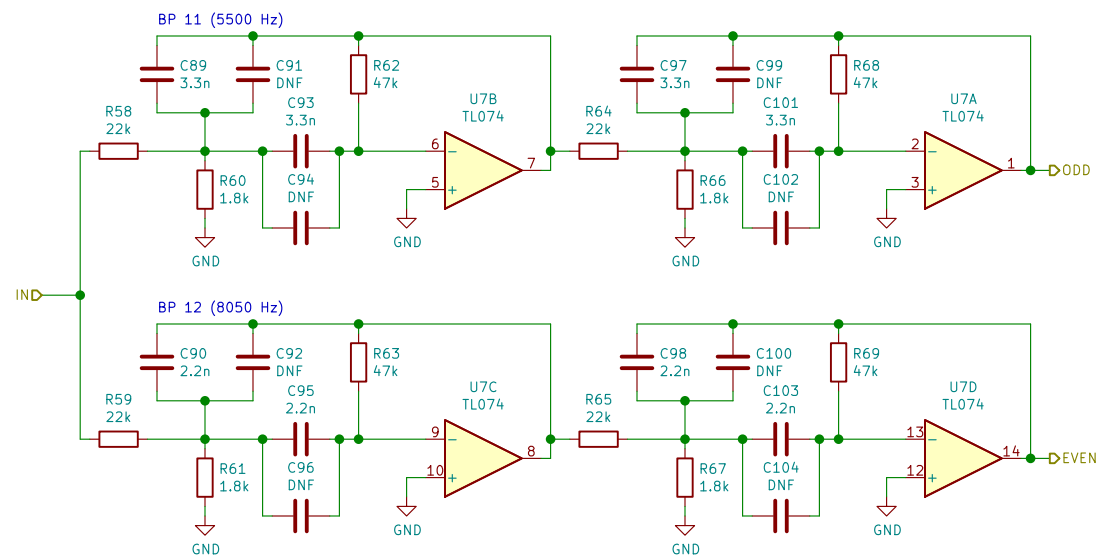 BP 11 (5500 Hz)
C89
3.3n
C91
DNF
R62
47k
C97
3.3n
C99
DNF
R68
47k
R58
22k
C93
3.3n
U7B
TL074
R64
22k
C101
3.3n
U7A
TL074
6
5
7
2
3
1
ODD
R60
1.8k
C94
DNF
R66
1.8k
C102
DNF
GND
GND
GND
GND
IN
BP 12 (8050 Hz)
C90
2.2n
C92
DNF
R63
47k
C98
2.2n
C100
DNF
R69
47k
R59
22k
C95
2.2n
U7C
TL074
R65
22k
C103
2.2n
U7D
TL074
9
10
8
13
12
14
EVEN
R61
1.8k
C96
DNF
R67
1.8k
C104
DNF
GND
GND
GND
GND